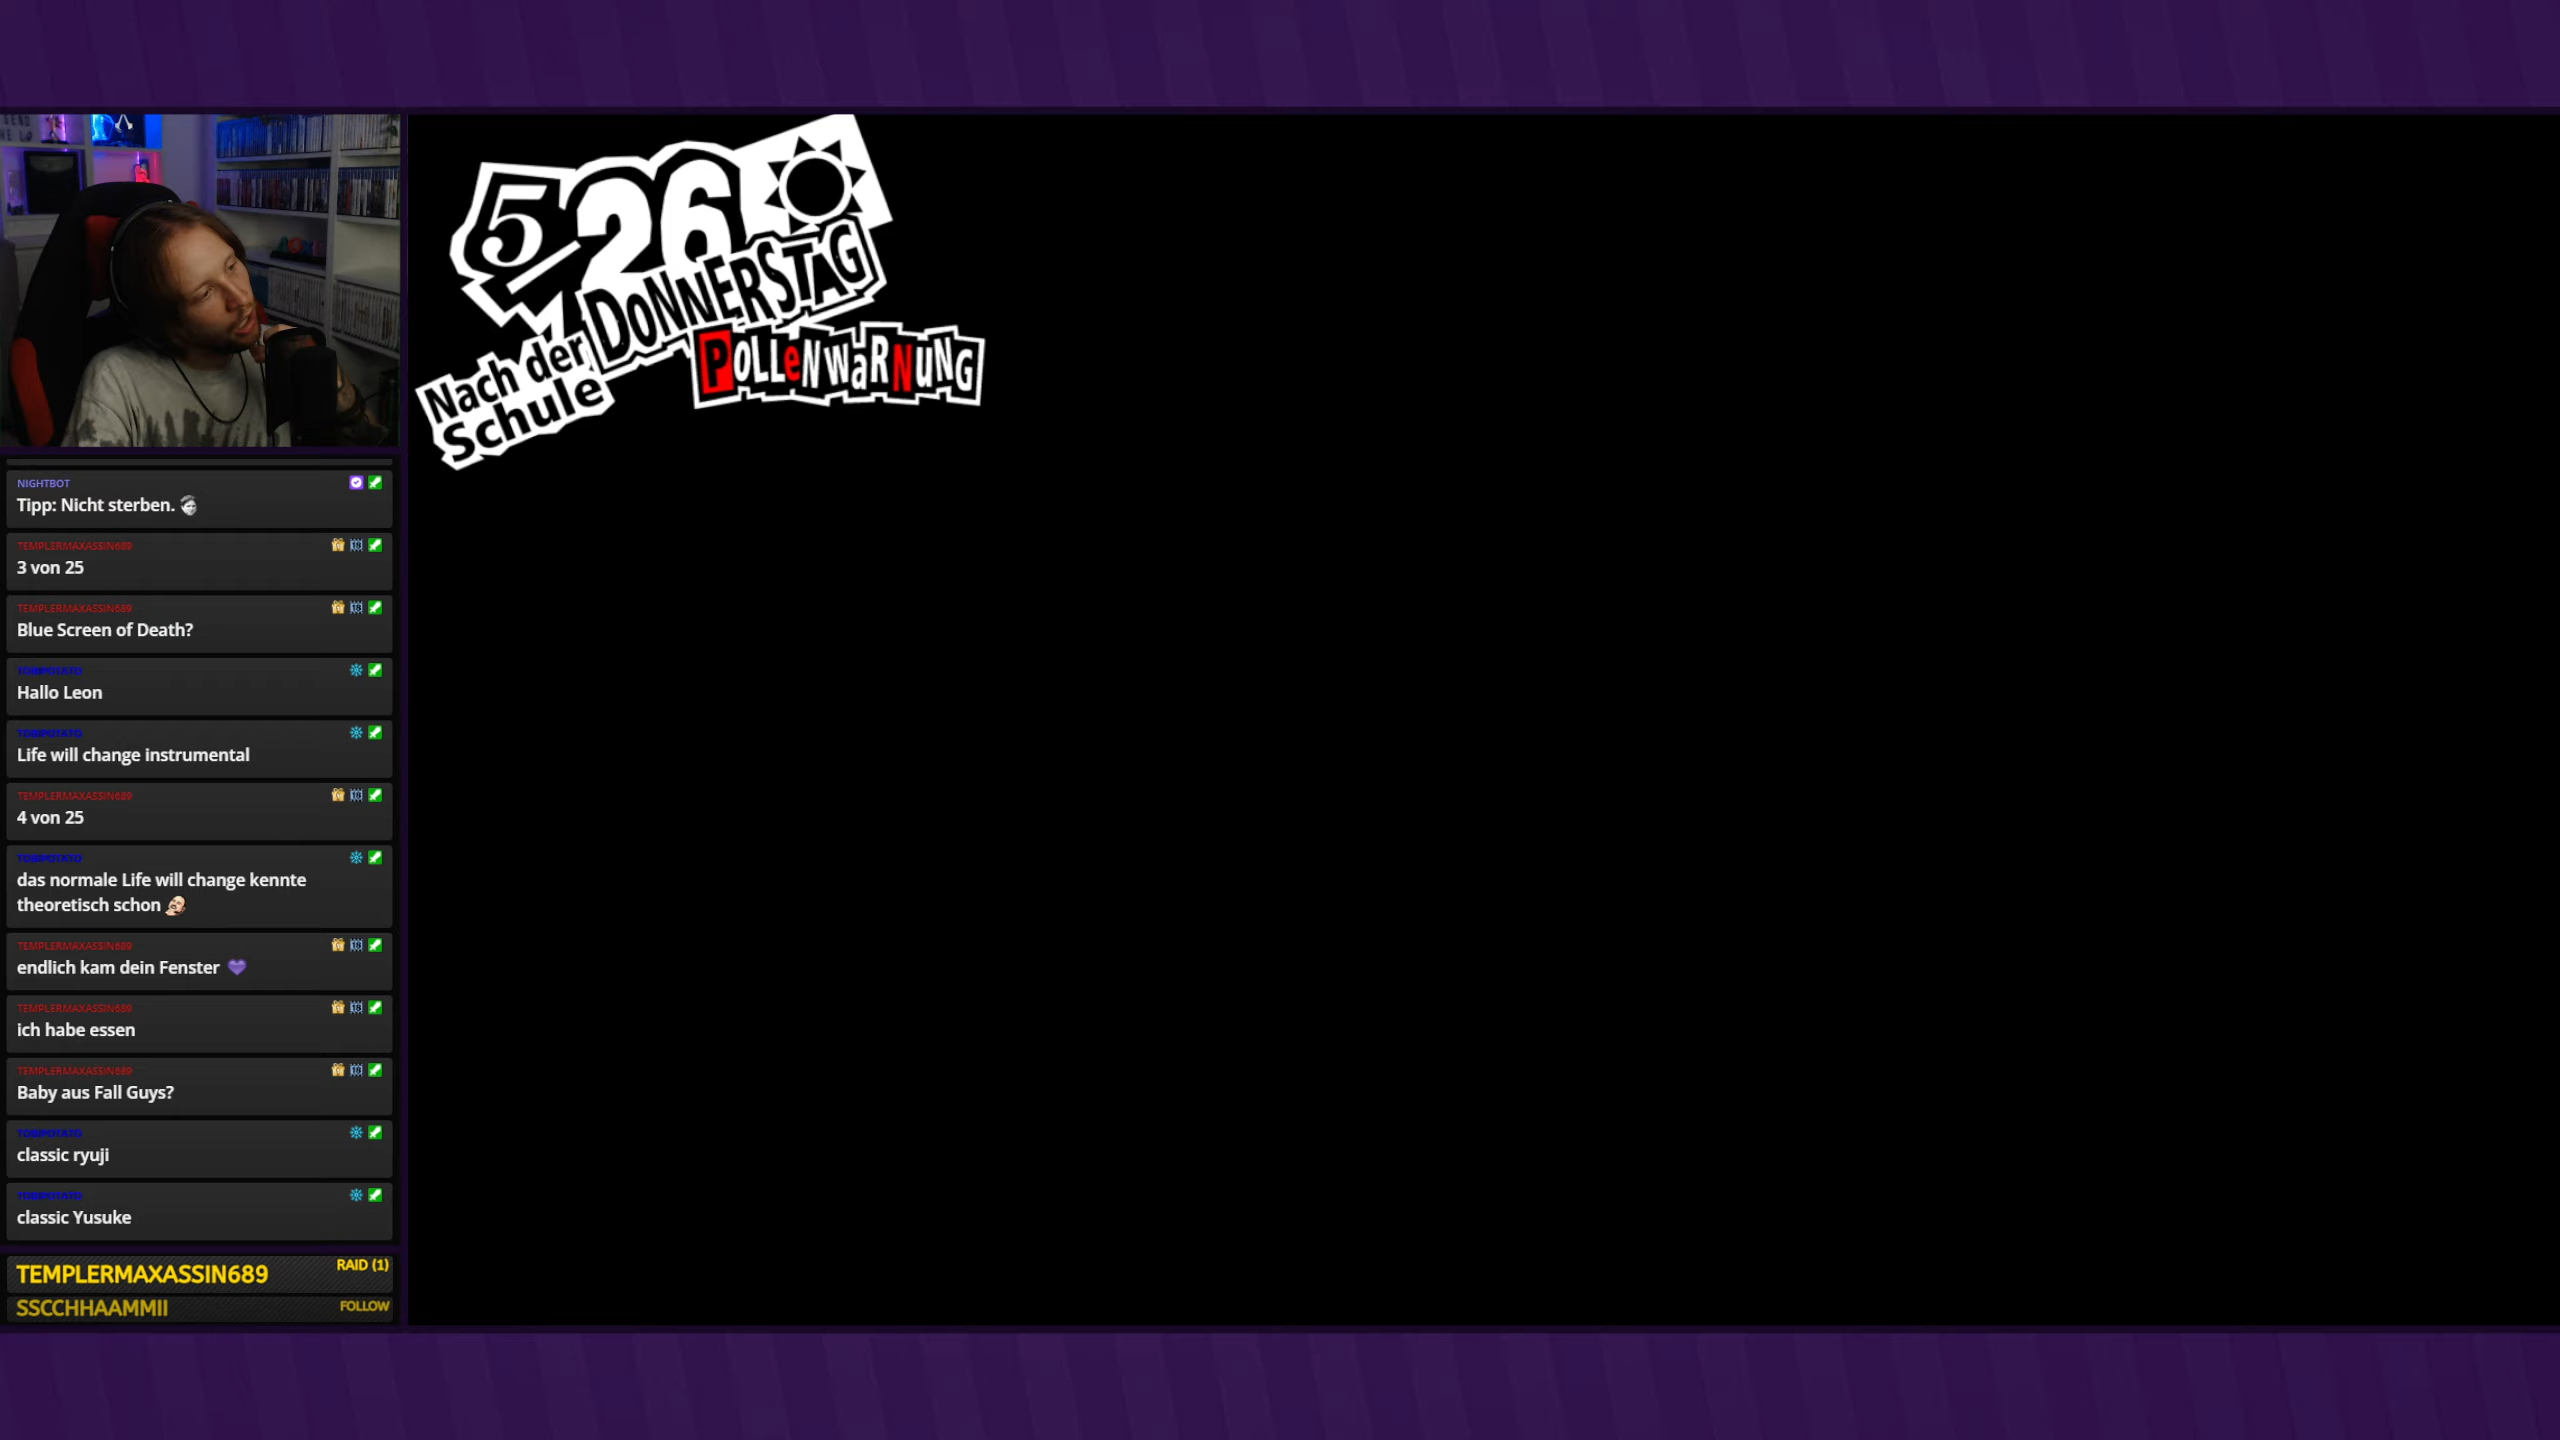 5/26
DONNERSTAG
Nach der
Schule
POLLeNWaRNuNG
NIGHTBOT
Tipp: Nicht sterben.
TEMPLERMAXASSIN689
3 von 25
TEMPLERMAXASSIN689
Blue Screen of Death?
Hallo Leon
Life will change instrumental
TEMPLERMAXASSIN689
4 von 25
das normale Life will change kennte
theoretisch schon
TEMPLERMAXASSIN689
endlich kam dein Fenster
TEMPLERMAXASSIN689
ich habe essen
TEMPLERMAXASSIN689
Baby aus Fall Guys?
classic ryuji
classic Yusuke
TEMPLERMAXASSIN689 RAID (1)
SSCCHHAAMMII FOLLOW